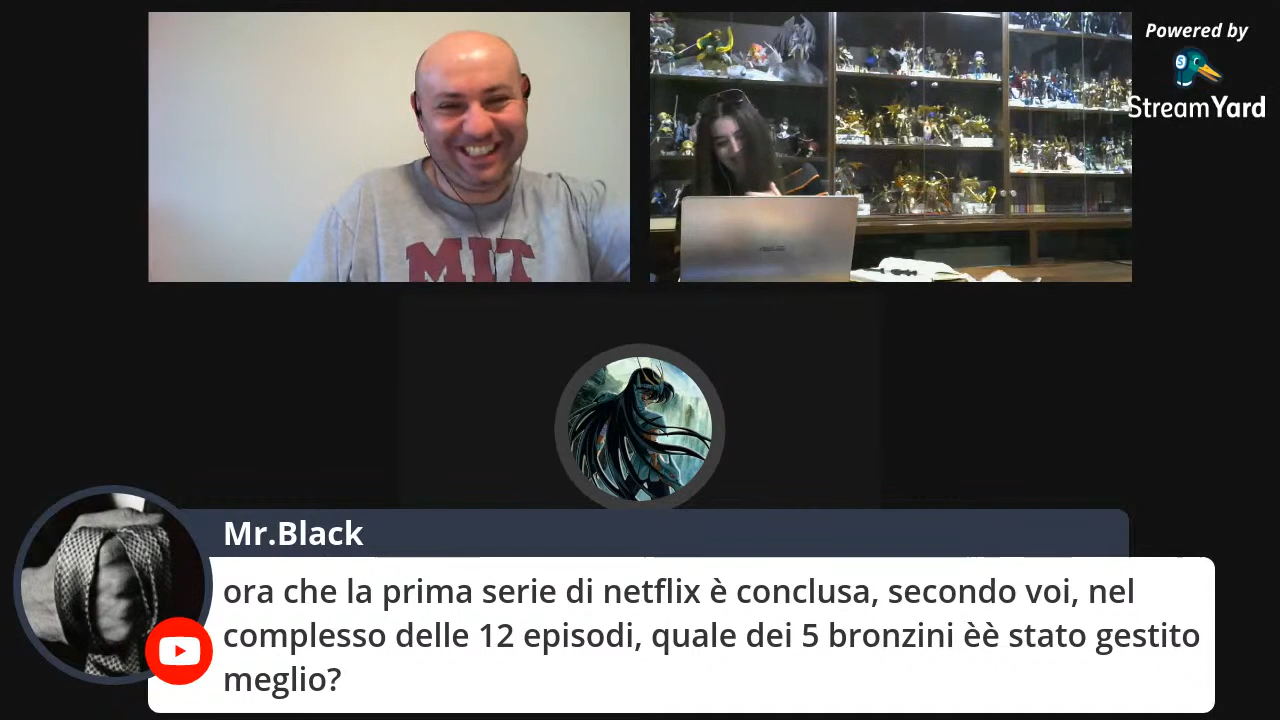 Powered by
StreamYard
MIT
Mr.Black
ora che la prima serie di netflix è conclusa, secondo voi, nel
complesso delle 12 episodi, quale dei 5 bronzini èè stato gestito
meglio?